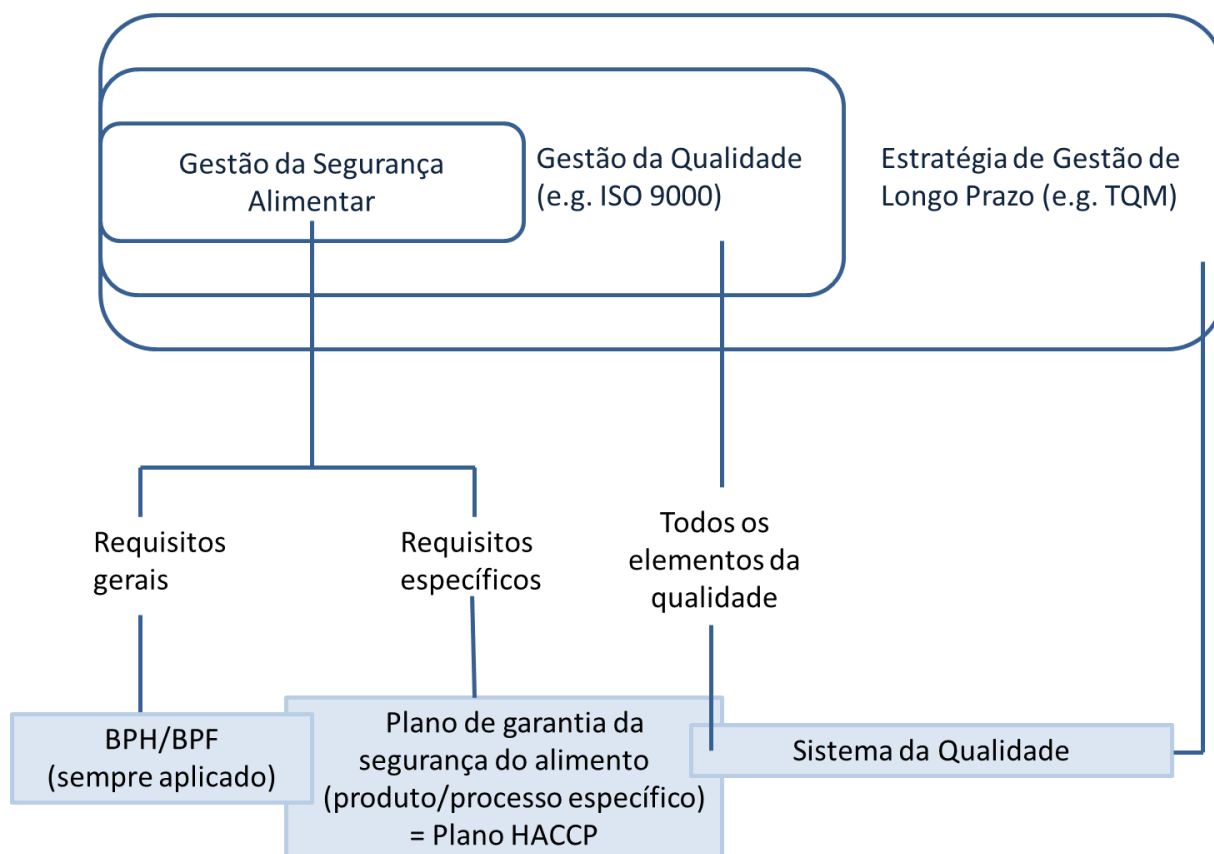 Gestão da Segurança
Alimentar
Gestão da Qualidade
(e.g. ISO 9000)
Estratégia de Gestão de
Longo Prazo (e.g. TQM)
Requisitos
gerais
Requisitos
específicos
Todos os
elementos da
qualidade
BPH/BPF
(sempre aplicado)
Plano de garantia da
segurança do alimento
(produto/processo específico)
= Plano HACCP
Sistema da Qualidade